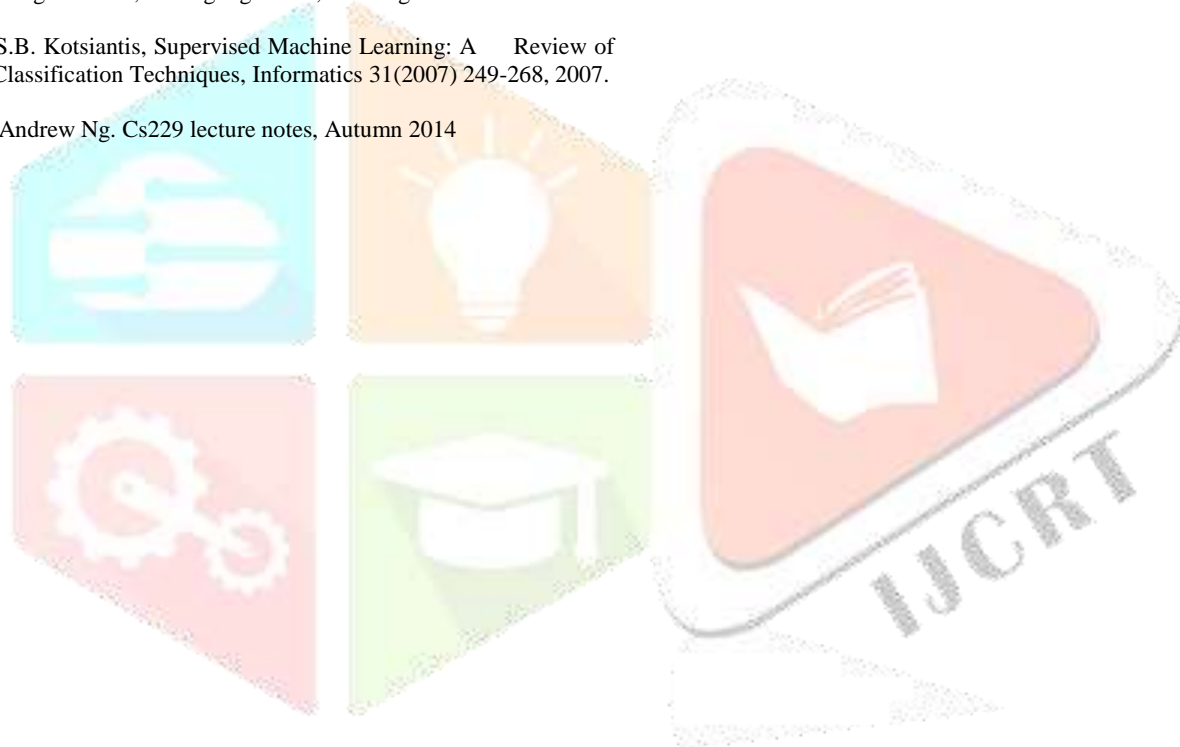 S.B. Kotsiantis, Supervised Machine Learning: A Review of
Classification Techniques, Informatics 31(2007) 249-268, 2007.
Andrew Ng. Cs229 lecture notes, Autumn 2014
IJCRT